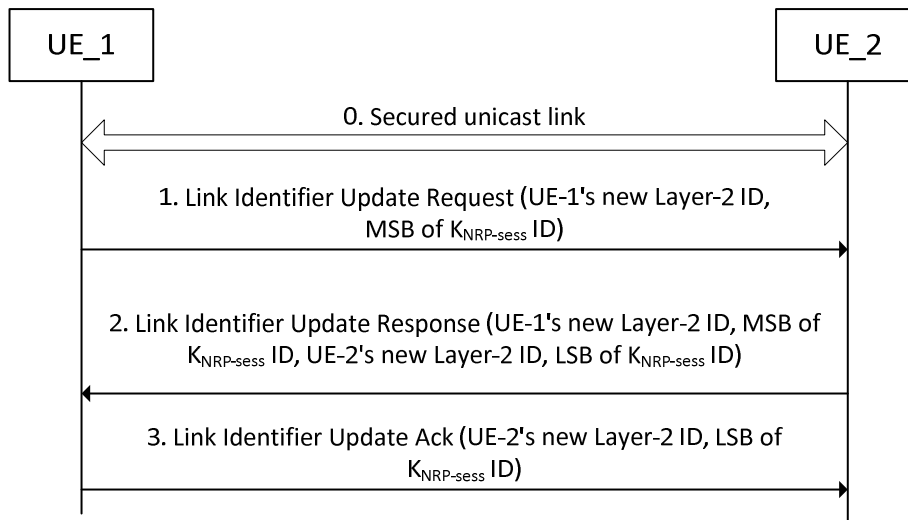 UE_1
UE_2
0. Secured unicast link
1. Link Identifier Update Request (UE-1's new Layer-2 ID,
MSB of KNRP-sess ID)
2. Link Identifier Update Response (UE-1's new Layer-2 ID, MSB of
KNRP-sess ID, UE-2's new Layer-2 ID, LSB of KNRP-sess ID)
3. Link Identifier Update Ack (UE-2's new Layer-2 ID, LSB of
KNRP-sess ID)